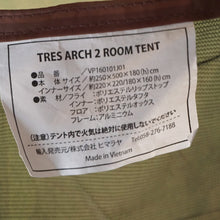 TRES ARCH 2 ROOM TENT
●品番/VP160101J01
●本体サイズ/約250×500×180(h)cm
インナーサイズ/約220×220/180×160(h)cm
●素材/フライ:ポリエステルリップストップ
インナー:ポリエステルタフタ
フロア:ポリエステルオックス
フレーム:アルミニウム
注意!テント内で火気は絶対に使用しないでください。
輸入発売元/株式会社ヒマラヤ TEL058-276-7188
Made in Vietnam